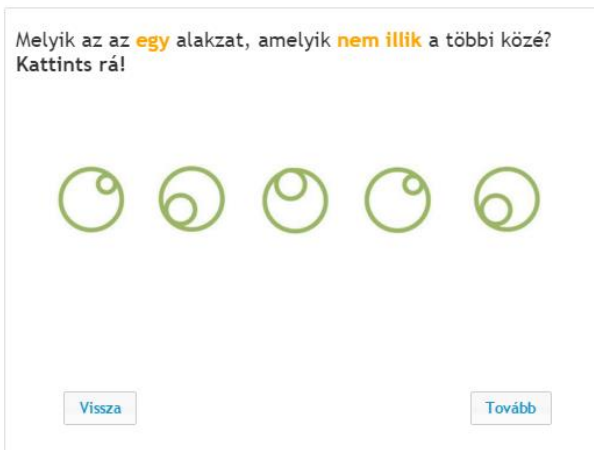 Melyik az az egy alakzat, amelyik nem illik a többi közé?
Kattints rá!
Vissza
Tovább